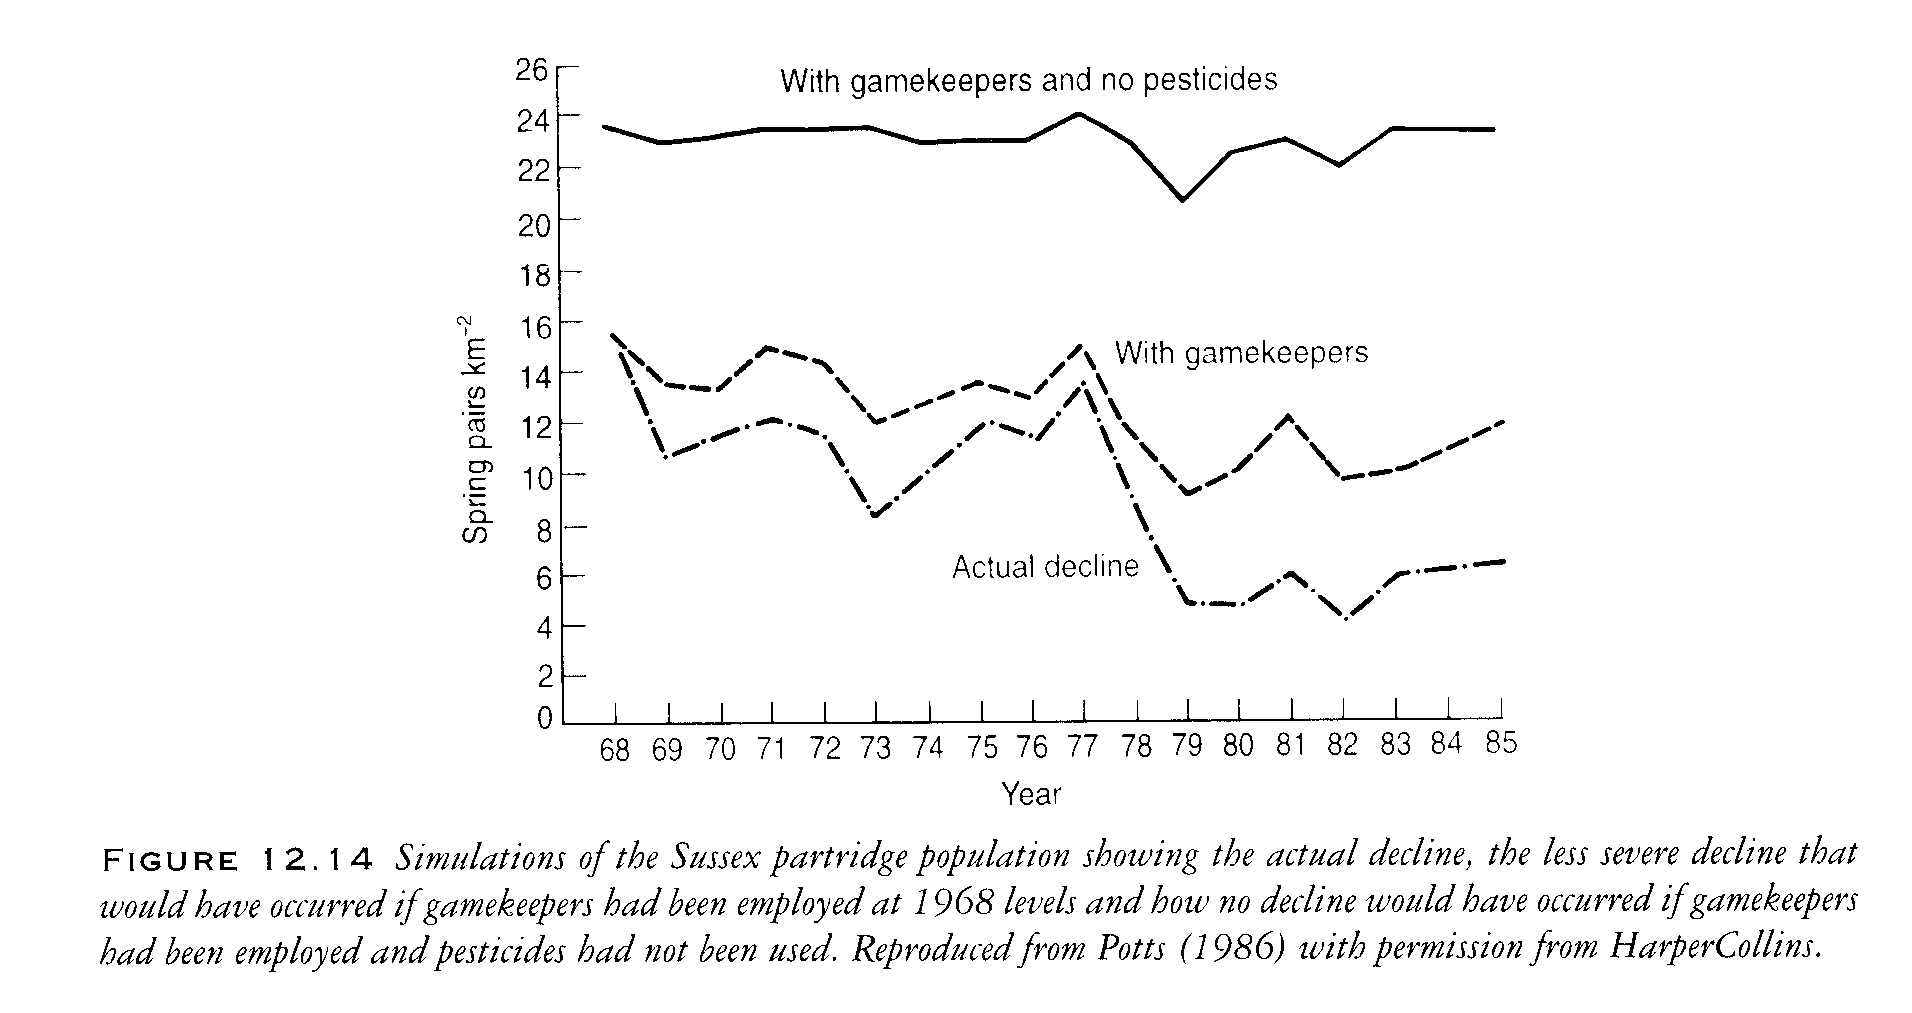 26
24
22
20
18
16
14
12
10
8
6
4
2
0
Spring pairs km⁻²
With gamekeepers and no pesticides
With gamekeepers
Actual decline
68 69 70 71 72 73 74 75 76 77 78 79 80 81 82 83 84 85
Year
FIGURE 12.14 Simulations of the Sussex partridge population showing the actual decline, the less severe decline that
would have occurred if gamekeepers had been employed at 1968 levels and how no decline would have occurred if gamekeepers
had been employed and pesticides had not been used. Reproduced from Potts (1986) with permission from HarperCollins.